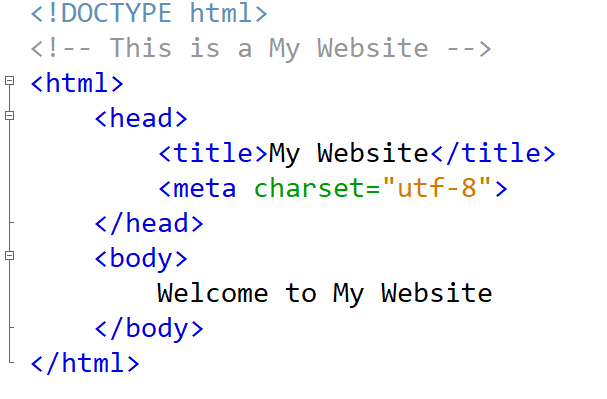 <!DOCTYPE html>
<!-- This is a My Website -->
<html>
<head>
<title>My Website</title>
<meta charset="utf-8">
</head>
<body>
Welcome to My Website
</body>
</html>